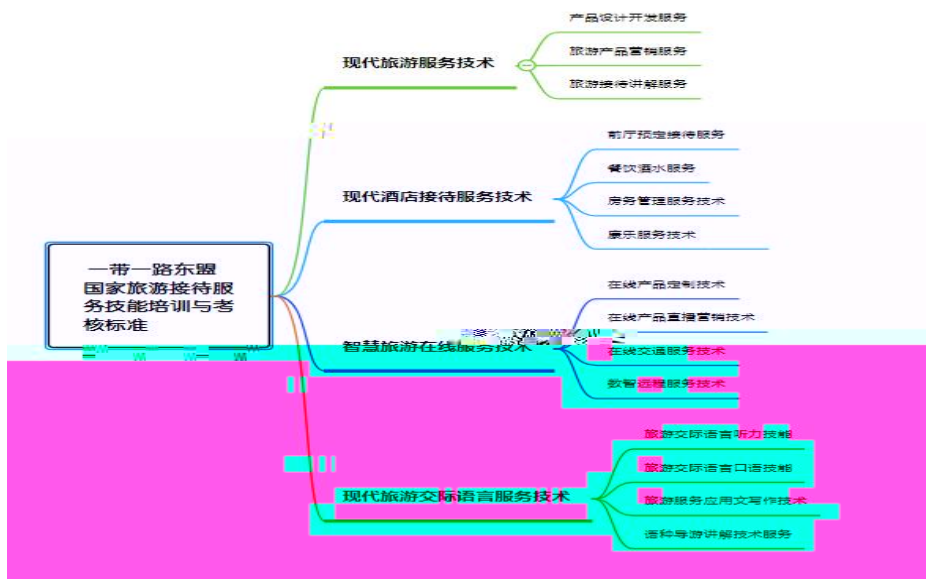 产品设计开发服务
现代旅游服务技术
旅游产品营销服务
旅游接待讲解服务
前厅预定接待服务
现代酒店接待服务技术
餐饮酒水服务
房务管理服务技术
康乐服务技术
一带一路东盟
国家旅游接待服
务技能培训与考
核标准
在线产品定制技术
在线产品直播营销技术
智慧旅游在线服务技术
在线交通服务技术
数智远程服务技术
旅游交际语言听力技能
旅游交际语言口语技能
现代旅游交际语言服务技术
旅游服务应用文写作技术
语种导游讲解技术服务